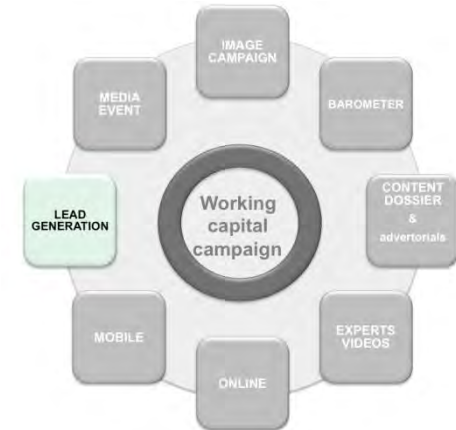 IMAGE
CAMPAIGN
BAROMETER
CONTENT
DOSSIER
&
advertorials
EXPERTS
VIDEOS
ONLINE
MOBILE
LEAD
GENERATION
MEDIA
EVENT
Working
capital
campaign